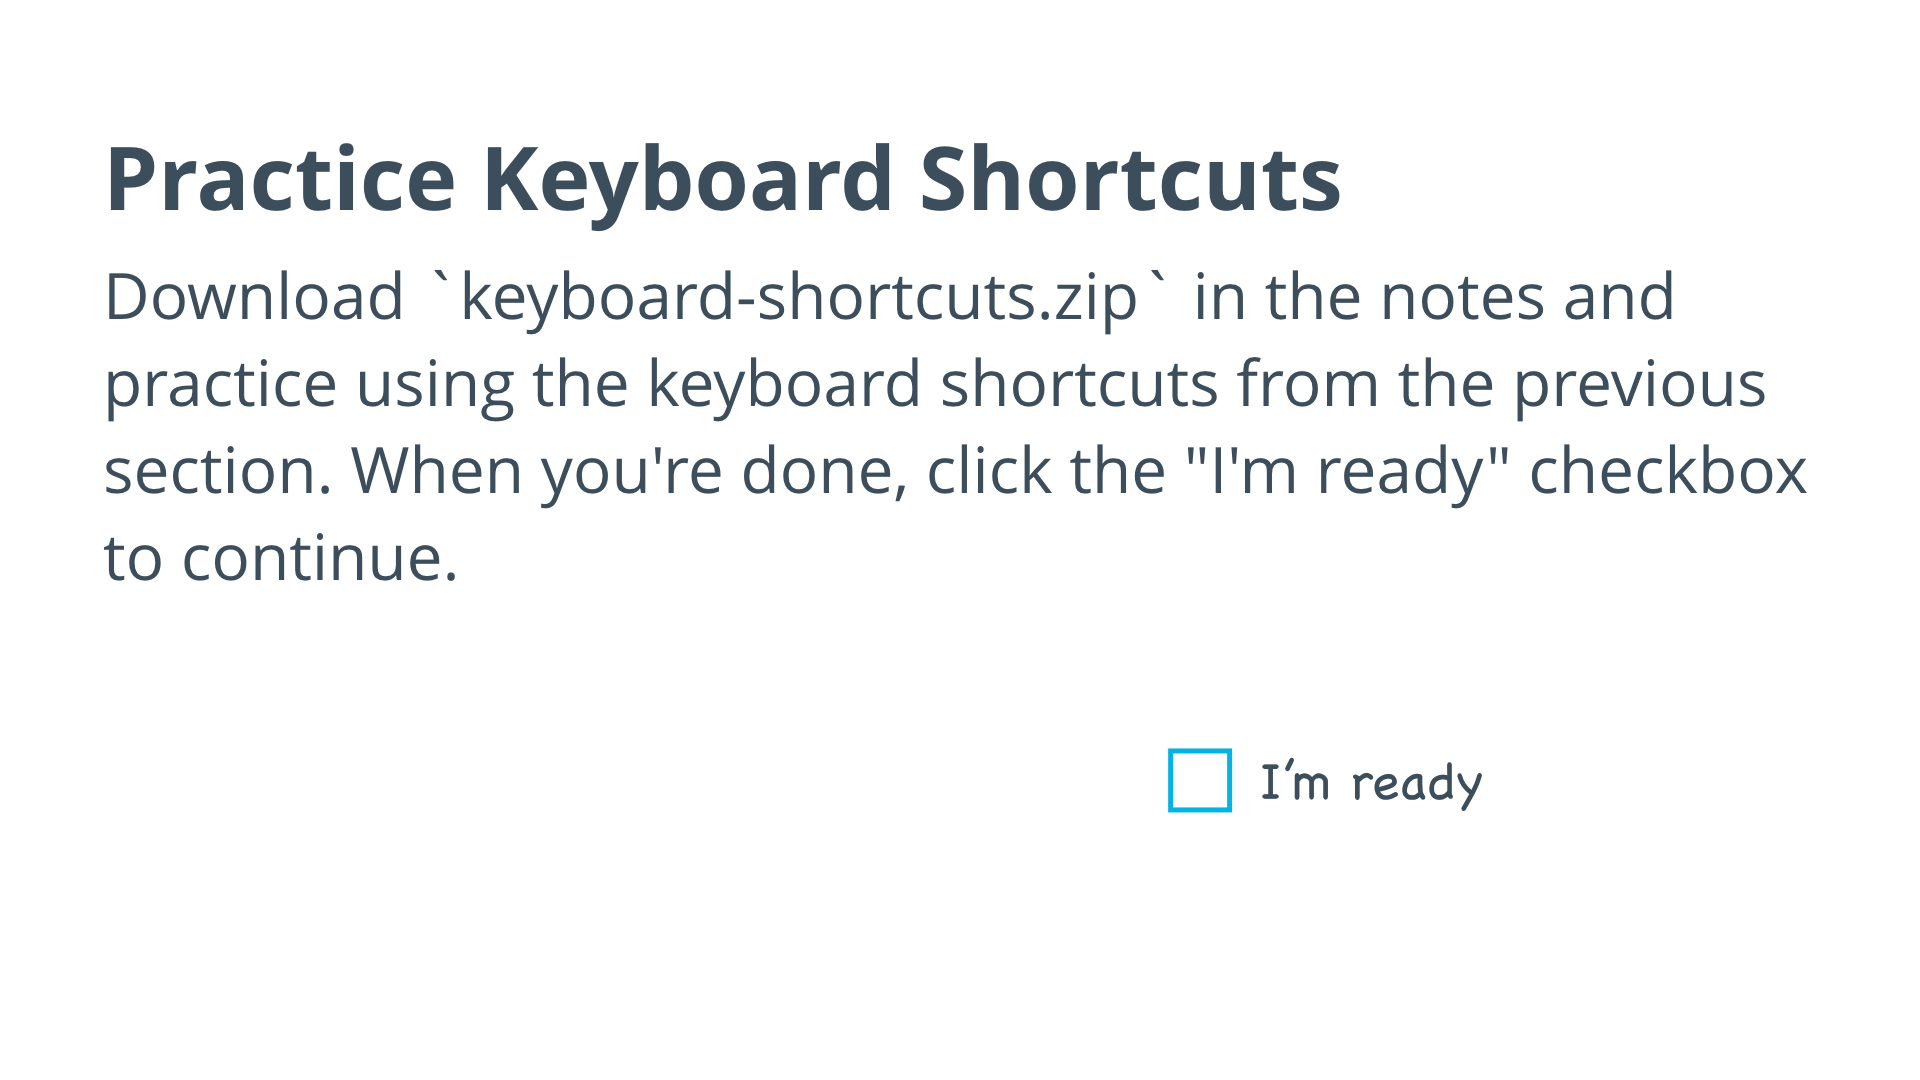 Practice Keyboard Shortcuts
Download `keyboard-shortcuts.zip` in the notes and
practice using the keyboard shortcuts from the previous
section. When you're done, click the "I'm ready" checkbox
to continue.
I'm ready